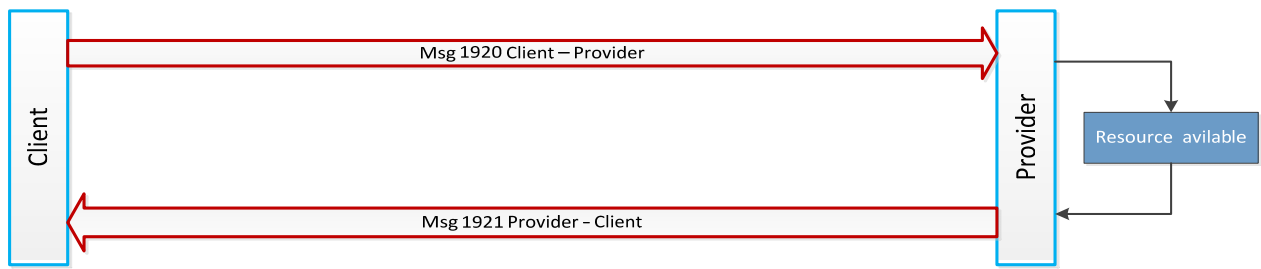 Client
Msg 1920 Client – Provider
Provider
Resource avilable
Msg 1921 Provider – Client